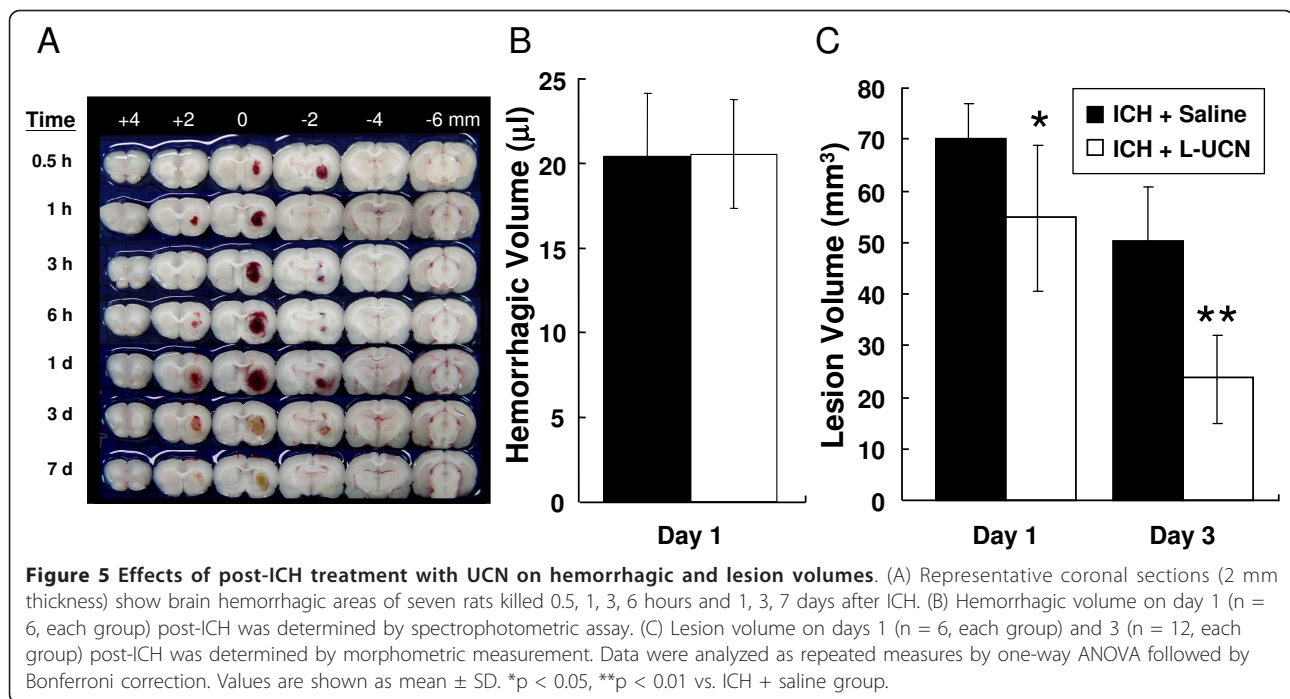 A
Time
+4 +2 0 -2 -4 -6 mm
0.5 h
1 h
3 h
6 h
1 d
3 d
7 d
B
Hemorrhagic Volume (μl)
25
20
15
10
5
0
Day 1
C
Lesion Volume (mm³)
80
70
60
50
40
30
20
10
0
ICH + Saline
ICH + L-UCN
*
**
Day 1 Day 3
Figure 5 Effects of post-ICH treatment with UCN on hemorrhagic and lesion volumes. (A) Representative coronal sections (2 mm
thickness) show brain hemorrhagic areas of seven rats killed 0.5, 1, 3, 6 hours and 1, 3, 7 days after ICH. (B) Hemorrhagic volume on day 1 (n =
6, each group) post-ICH was determined by spectrophotometric assay. (C) Lesion volume on days 1 (n = 6, each group) and 3 (n = 12, each
group) post-ICH was determined by morphometric measurement. Data were analyzed as repeated measures by one-way ANOVA followed by
Bonferroni correction. Values are shown as mean ± SD. *p < 0.05, **p < 0.01 vs. ICH + saline group.